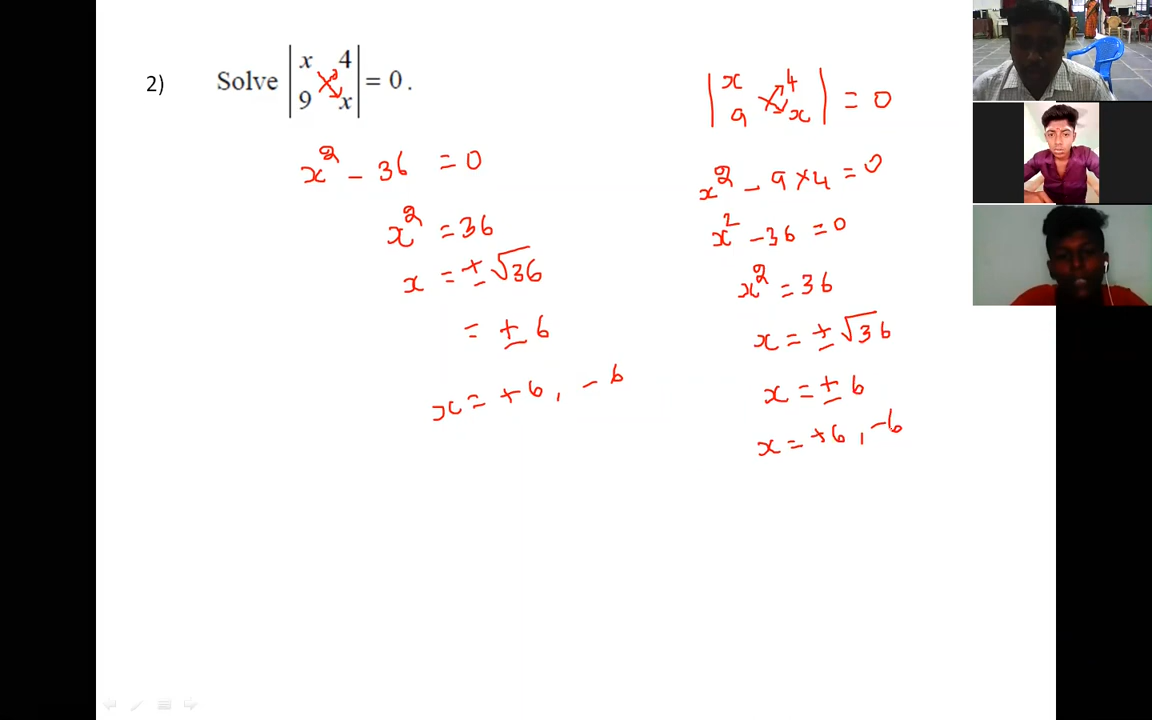 2) Solve | x 4 | = 0.
| 9 x |
x² - 36 = 0
x² = 36
x = ± √36
= ± 6
x = +6, -6
| x 4 | = 0
| 9 x |
x² - 9 × 4 = 0
x² - 36 = 0
x² = 36
x = ± √36
x = ± 6
x = +6, -6